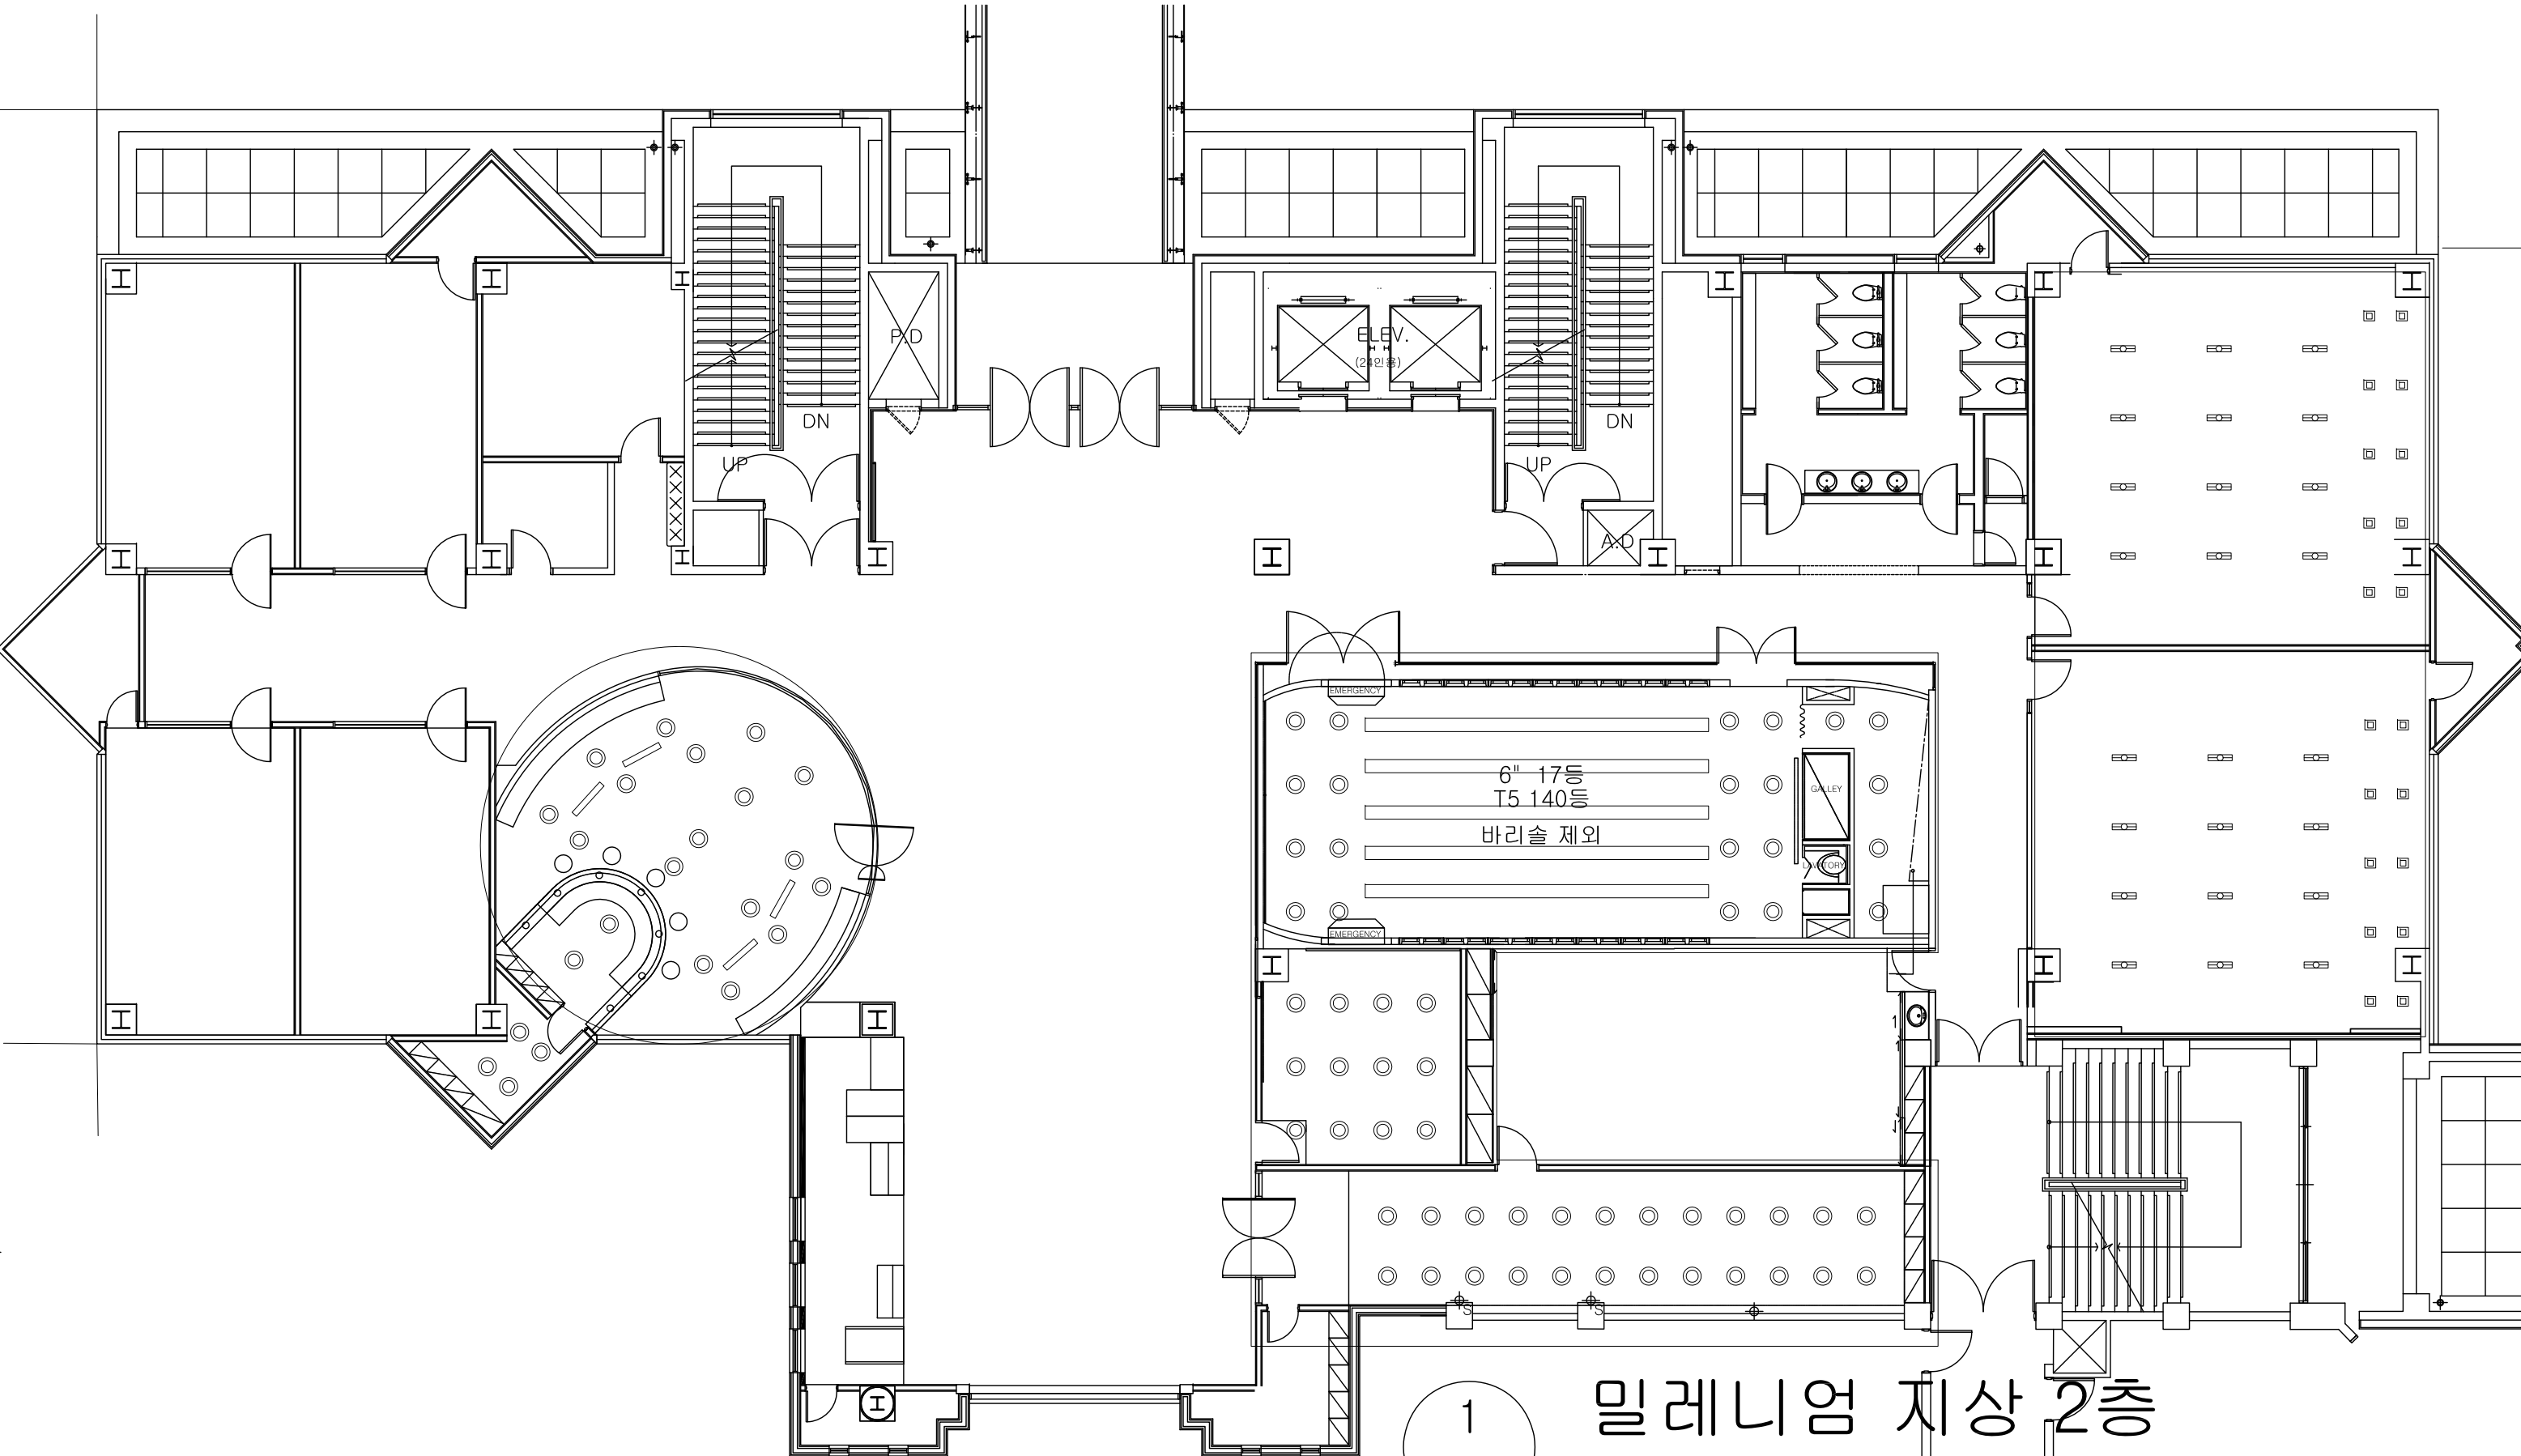 P.D
ELEV.
(24인용)
DN
DN
UP
UP
A.D
EMERGENCY
6" 17등
T5 140등
바리솔 제외
GALLEY
LAVATORY
EMERGENCY
S
S
1
밀레니엄 지상 2층